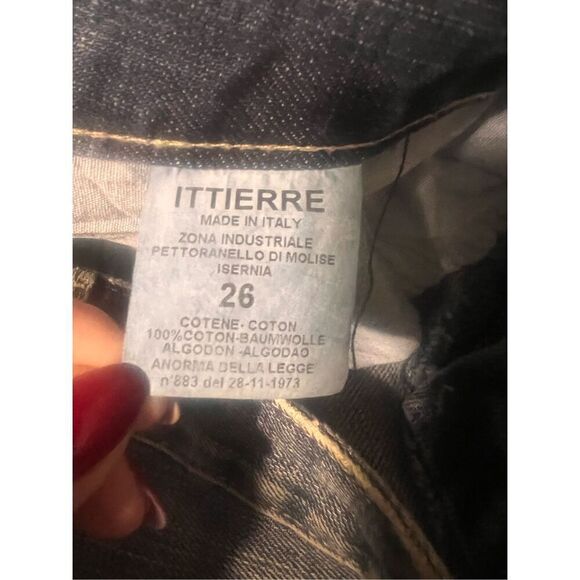 ITTIERRE
MADE IN ITALY
ZONA INDUSTRIALE
PETTORANELLO DI MOLISE
ISERNIA
26
COTENE-COTON
100%COTON-BAUMWOLLE
ALGODON-ALGODAO
ANORMA DELLA LEGGE
n°883 del 28-11-1973